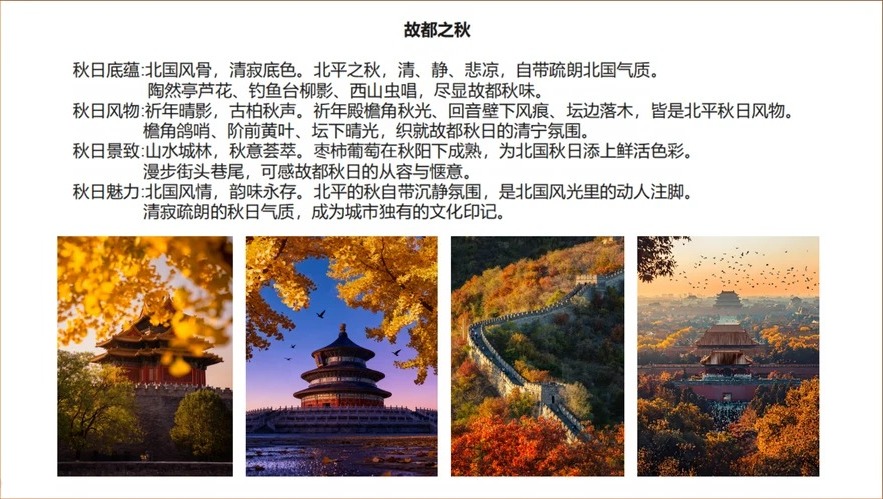 故都之秋
秋日底蕴:北国风骨，清寂底色。北平之秋，清、静、悲凉，自带疏朗北国气质。
陶然亭芦花、钓鱼台柳影、西山虫唱，尽显故都秋味。
秋日风物:祈年晴影，古柏秋声。祈年殿檐角秋光、回音壁下风痕、坛边落木，皆是北平秋日风物。
檐角鸽哨、阶前黄叶、坛下晴光，织就故都秋日的清宁氛围。
秋日景致:山水城林，秋意荟萃。枣柿葡萄在秋阳下成熟，为北国秋日添上鲜活色彩。
漫步街头巷尾，可感故都秋日的从容与惬意。
秋日魅力:北国风情，韵味永存。北平的秋自带沉静氛围，是北国风光里的动人注脚。
清寂疏朗的秋日气质，成为城市独有的文化印记。